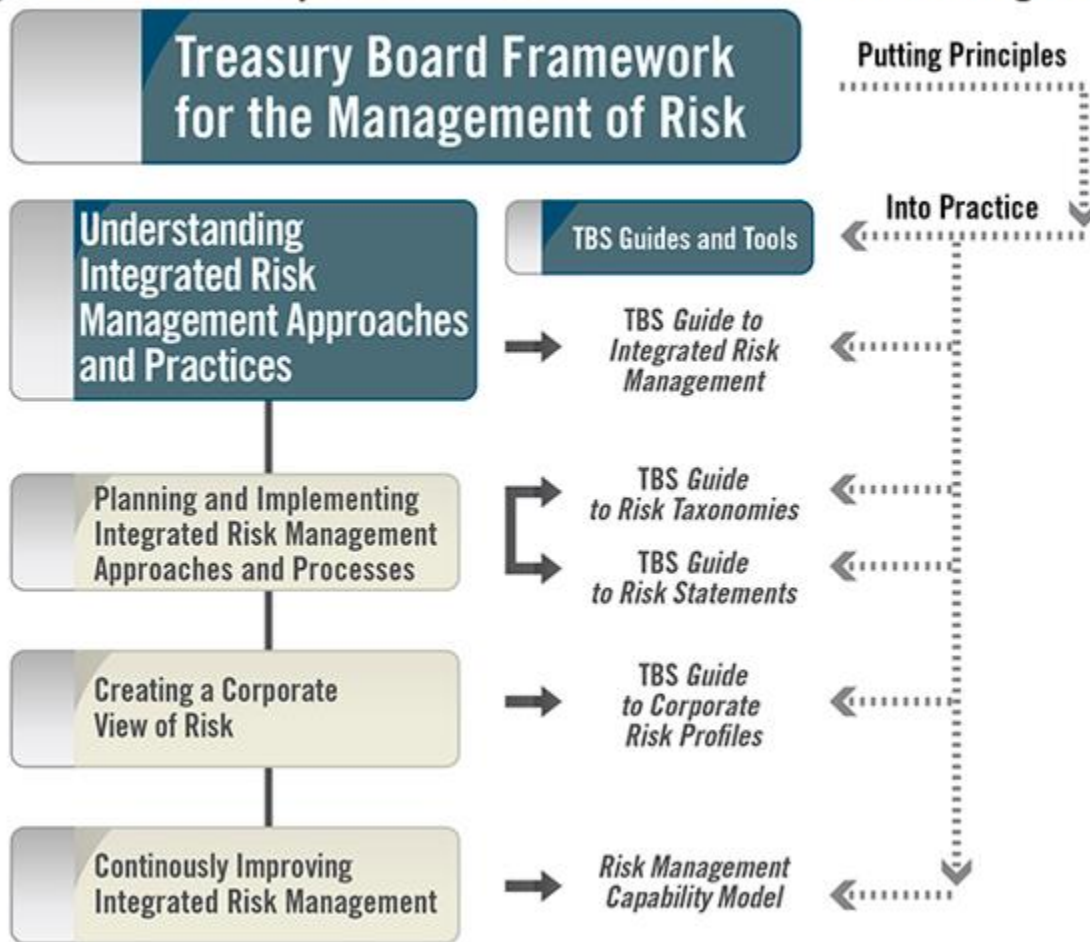 Treasury Board Framework
for the Management of Risk
Putting Principles
Into Practice
Understanding
Integrated Risk
Management Approaches
and Practices
TBS Guides and Tools
TBS Guide to
Integrated Risk
Management
Planning and Implementing
Integrated Risk Management
Approaches and Processes
TBS Guide
to Risk Taxonomies
TBS Guide
to Risk Statements
Creating a Corporate
View of Risk
TBS Guide
to Corporate
Risk Profiles
Continously Improving
Integrated Risk Management
Risk Management
Capability Model